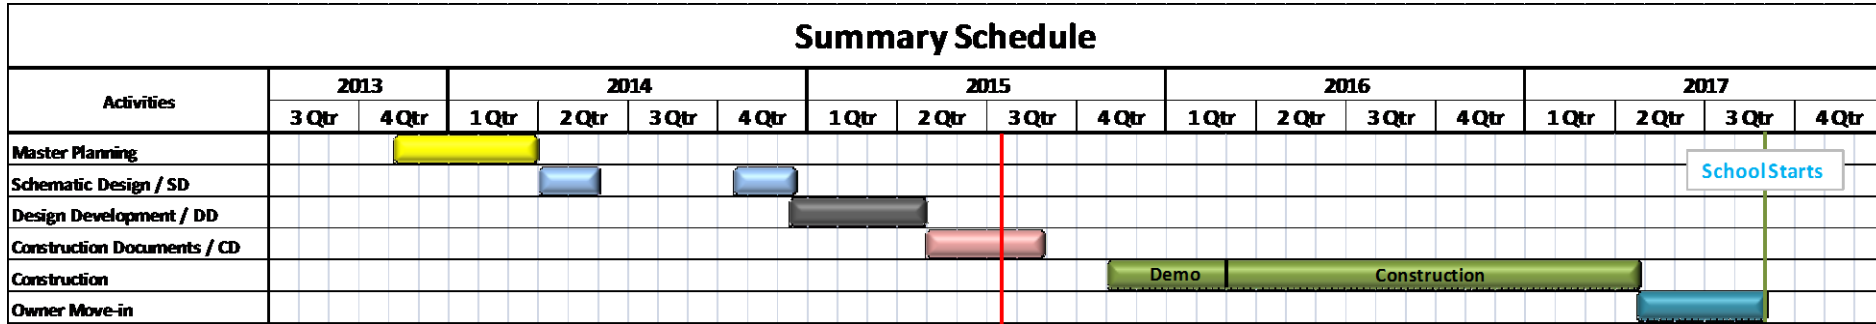 Summary Schedule
Activities 2013 2014 2015 2016 2017
3 Qtr 4 Qtr 1 Qtr 2 Qtr 3 Qtr 4 Qtr 1 Qtr 2 Qtr 3 Qtr 4 Qtr 1 Qtr 2 Qtr 3 Qtr 4 Qtr 1 Qtr 2 Qtr 3 Qtr 4 Qtr
Master Planning
School Starts
Schematic Design / SD
Design Development / DD
Construction Documents / CD
Construction Demo Construction
Owner Move-in